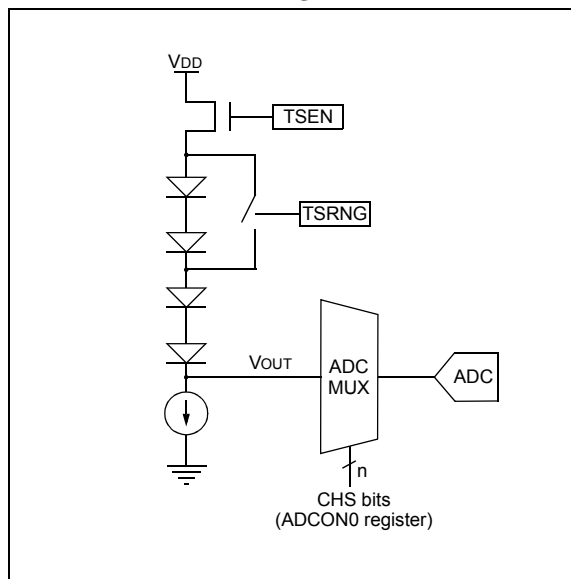 VDD
TSEN
TSRNG
VOUT
ADC
MUX
ADC
n
CHS bits
(ADCON0 register)